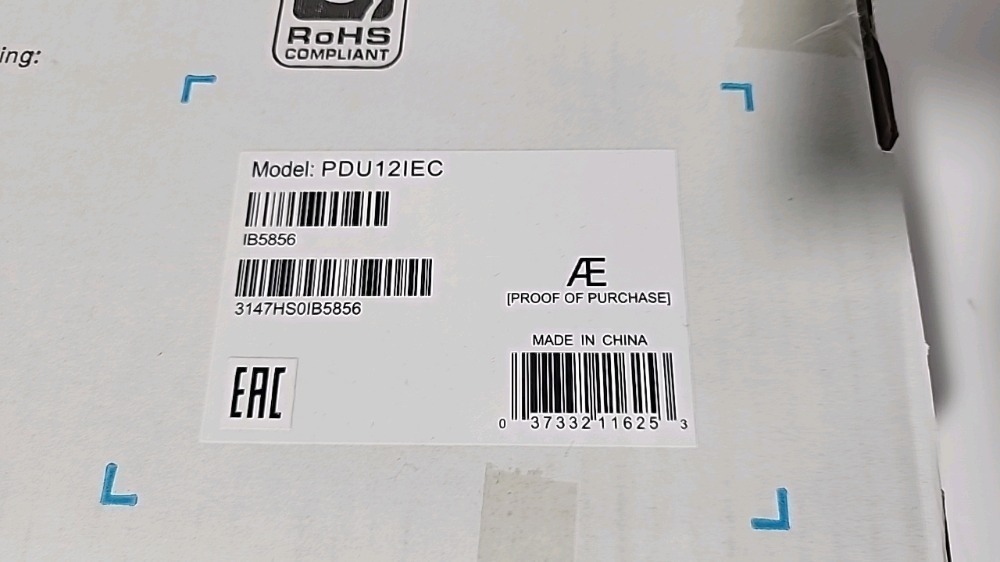 ing:
RoHS
COMPLIANT
Model: PDU12IEC
IB5856
3147HS0IB5856
Æ
[PROOF OF PURCHASE]
MADE IN CHINA
0 37332 11625 3
EAC